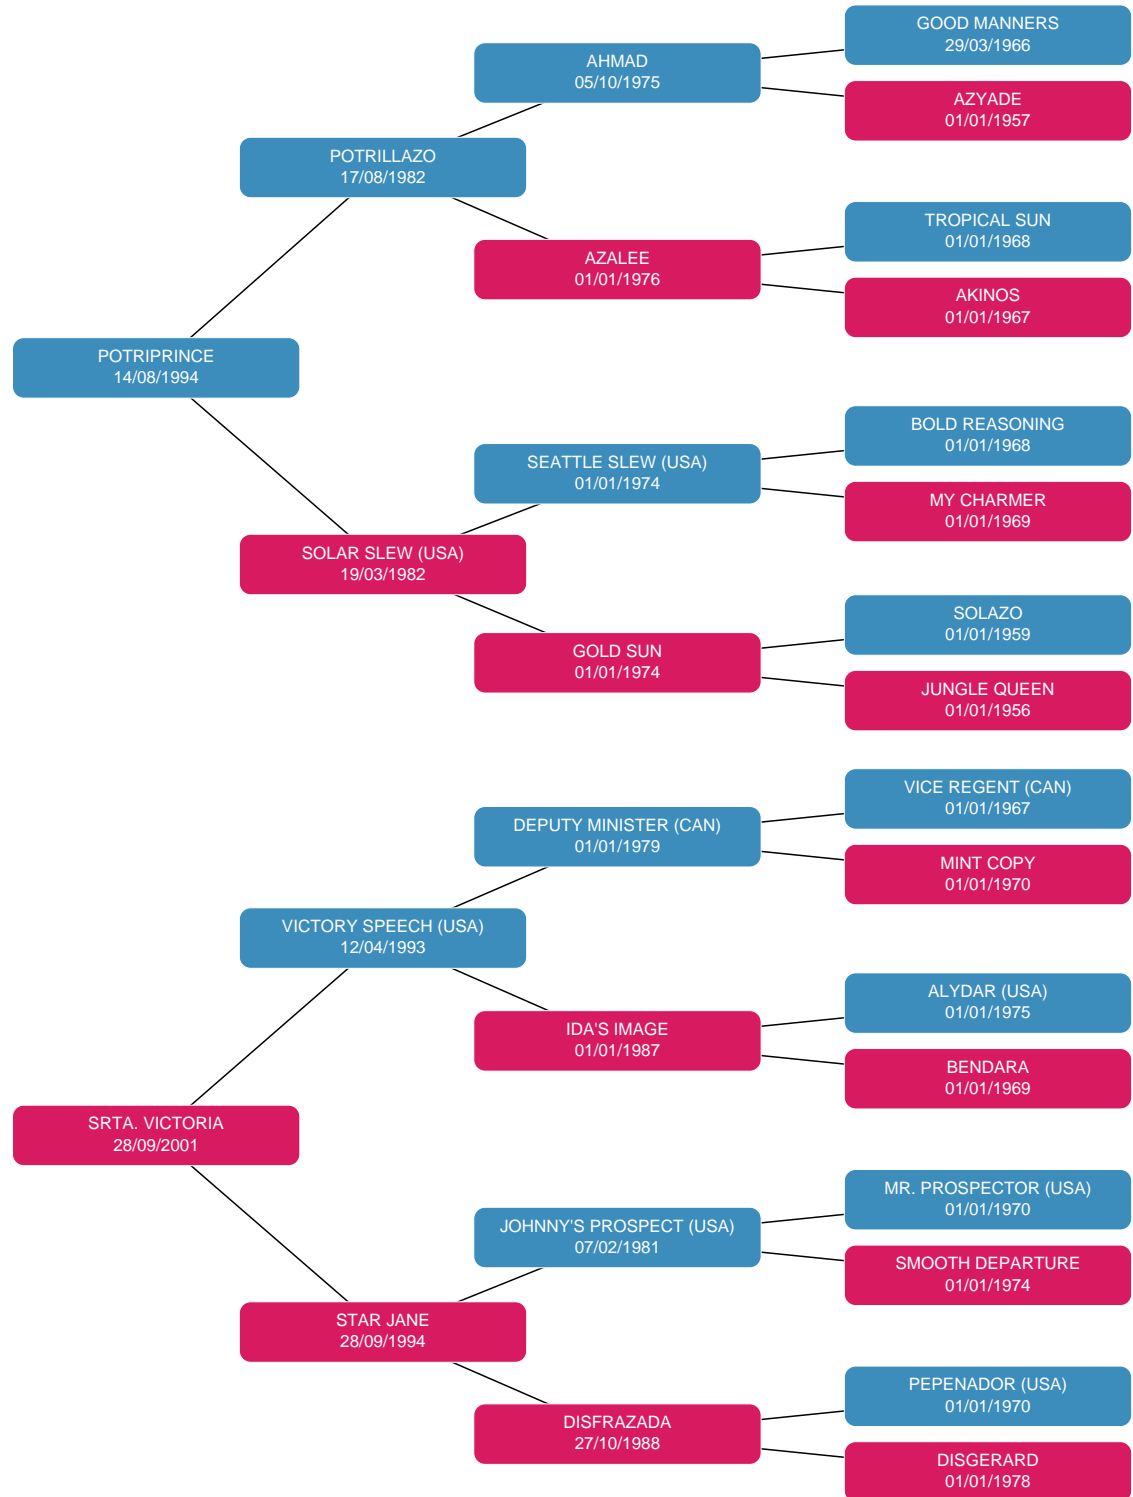 GOOD MANNERS
29/03/1966
AHMAD
05/10/1975
AZYADE
01/01/1957
POTRILLAZO
17/08/1982
TROPICAL SUN
01/01/1968
AZALEE
01/01/1976
AKINOS
01/01/1967
POTRIPRINCE
14/08/1994
BOLD REASONING
01/01/1968
SEATTLE SLEW (USA)
01/01/1974
MY CHARMER
01/01/1969
SOLAR SLEW (USA)
19/03/1982
SOLAZO
01/01/1959
GOLD SUN
01/01/1974
JUNGLE QUEEN
01/01/1956
VICE REGENT (CAN)
01/01/1967
DEPUTY MINISTER (CAN)
01/01/1979
MINT COPY
01/01/1970
VICTORY SPEECH (USA)
12/04/1993
ALYDAR (USA)
01/01/1975
IDA'S IMAGE
01/01/1987
BENDARA
01/01/1969
SRTA. VICTORIA
28/09/2001
MR. PROSPECTOR (USA)
01/01/1970
JOHNNY'S PROSPECT (USA)
07/02/1981
SMOOTH DEPARTURE
01/01/1974
STAR JANE
28/09/1994
PEPENADOR (USA)
01/01/1970
DISFRAZADA
27/10/1988
DISGERARD
01/01/1978